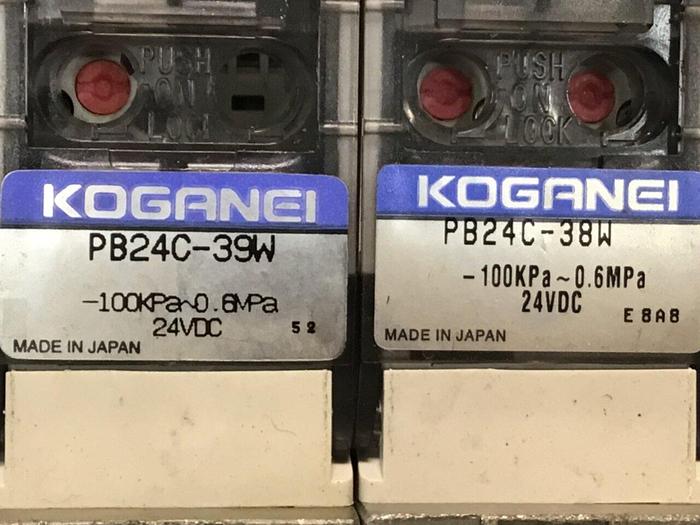 PUSH
ON
LOCK
KOGANEI
PB24C-39W
-100KPa~0.6MPa
24VDC 52
MADE IN JAPAN
PUSH
ON
LOCK
KOGANEI
PB24C-38W
-100KPa~0.6MPa
24VDC E8A8
MADE IN JAPAN